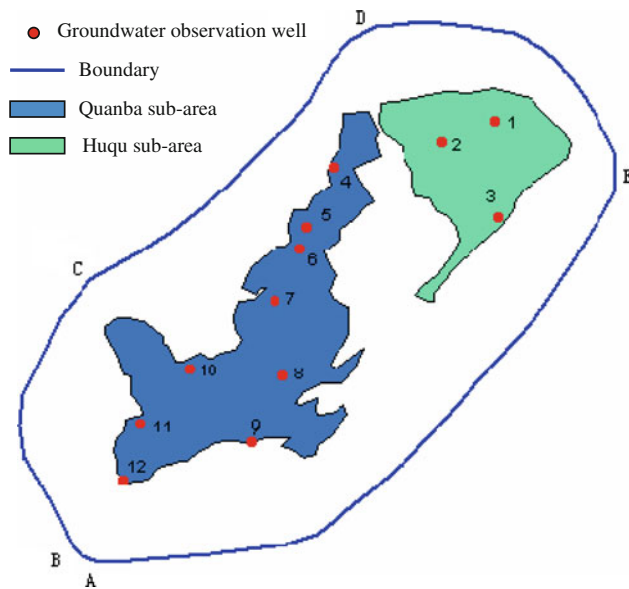 D
Groundwater observation well
Boundary
Quanba sub-area
Huqu sub-area
1
2
E
4
3
5
6
C
7
10
8
11
9
12
B
A